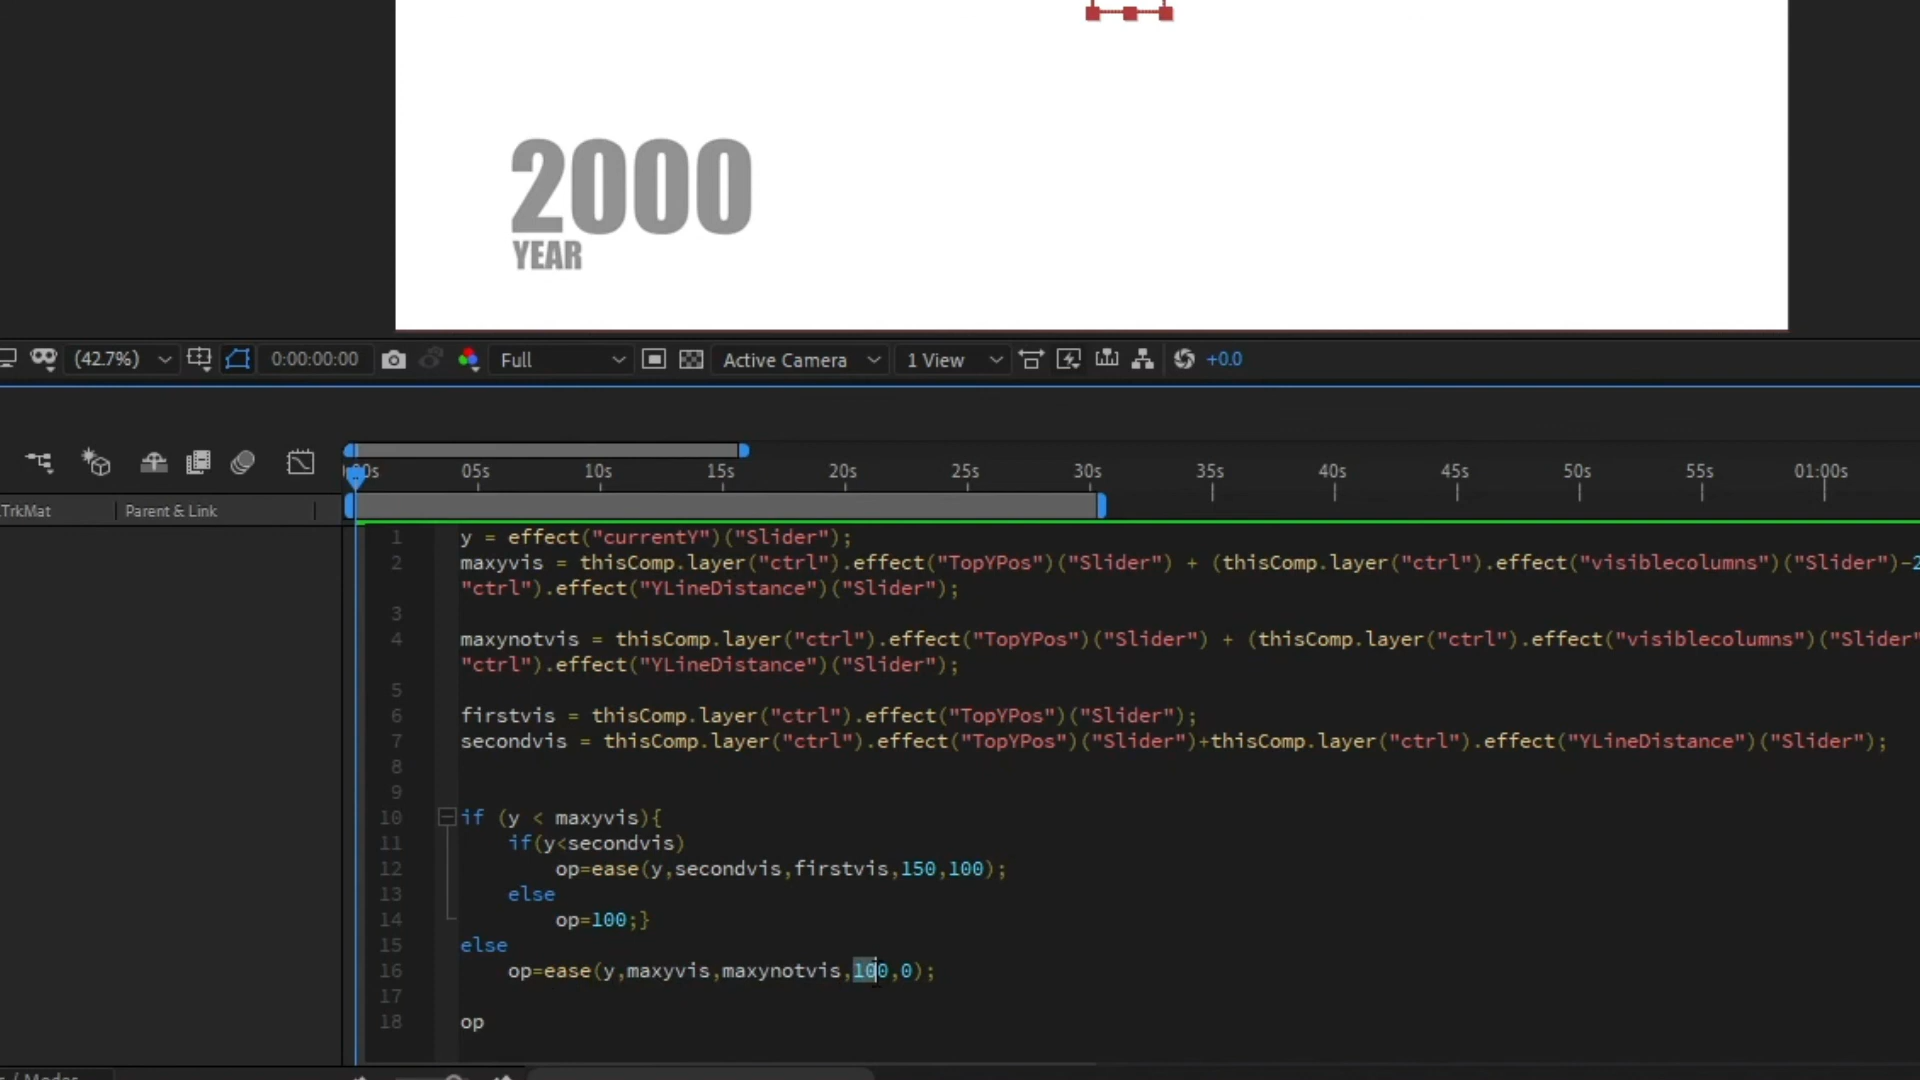 2000
YEAR
(42.7%) 0:00:00:00 Full Active Camera 1 View +0.0
05s 10s 15s 20s 25s 30s 35s 40s 45s 50s 55s 01:00s
TrkMat Parent & Link
1 y = effect("currentY")("Slider");
2 maxyvis = thisComp.layer("ctrl").effect("TopYPos")("Slider") + (thisComp.layer("ctrl").effect("visiblecolumns")("Slider")-2
"ctrl").effect("YLineDistance")("Slider");
3
4 maxynotvis = thisComp.layer("ctrl").effect("TopYPos")("Slider") + (thisComp.layer("ctrl").effect("visiblecolumns")("Slider"
"ctrl").effect("YLineDistance")("Slider");
5
6 firstvis = thisComp.layer("ctrl").effect("TopYPos")("Slider");
7 secondvis = thisComp.layer("ctrl").effect("TopYPos")("Slider")+thisComp.layer("ctrl").effect("YLineDistance")("Slider");
8
9
10 if (y < maxyvis){
11 if(y<secondvis)
12 op=ease(y,secondvis,firstvis,150,100);
13 else
14 op=100;}
15 else
16 op=ease(y,maxyvis,maxynotvis,100,0);
17
18 op